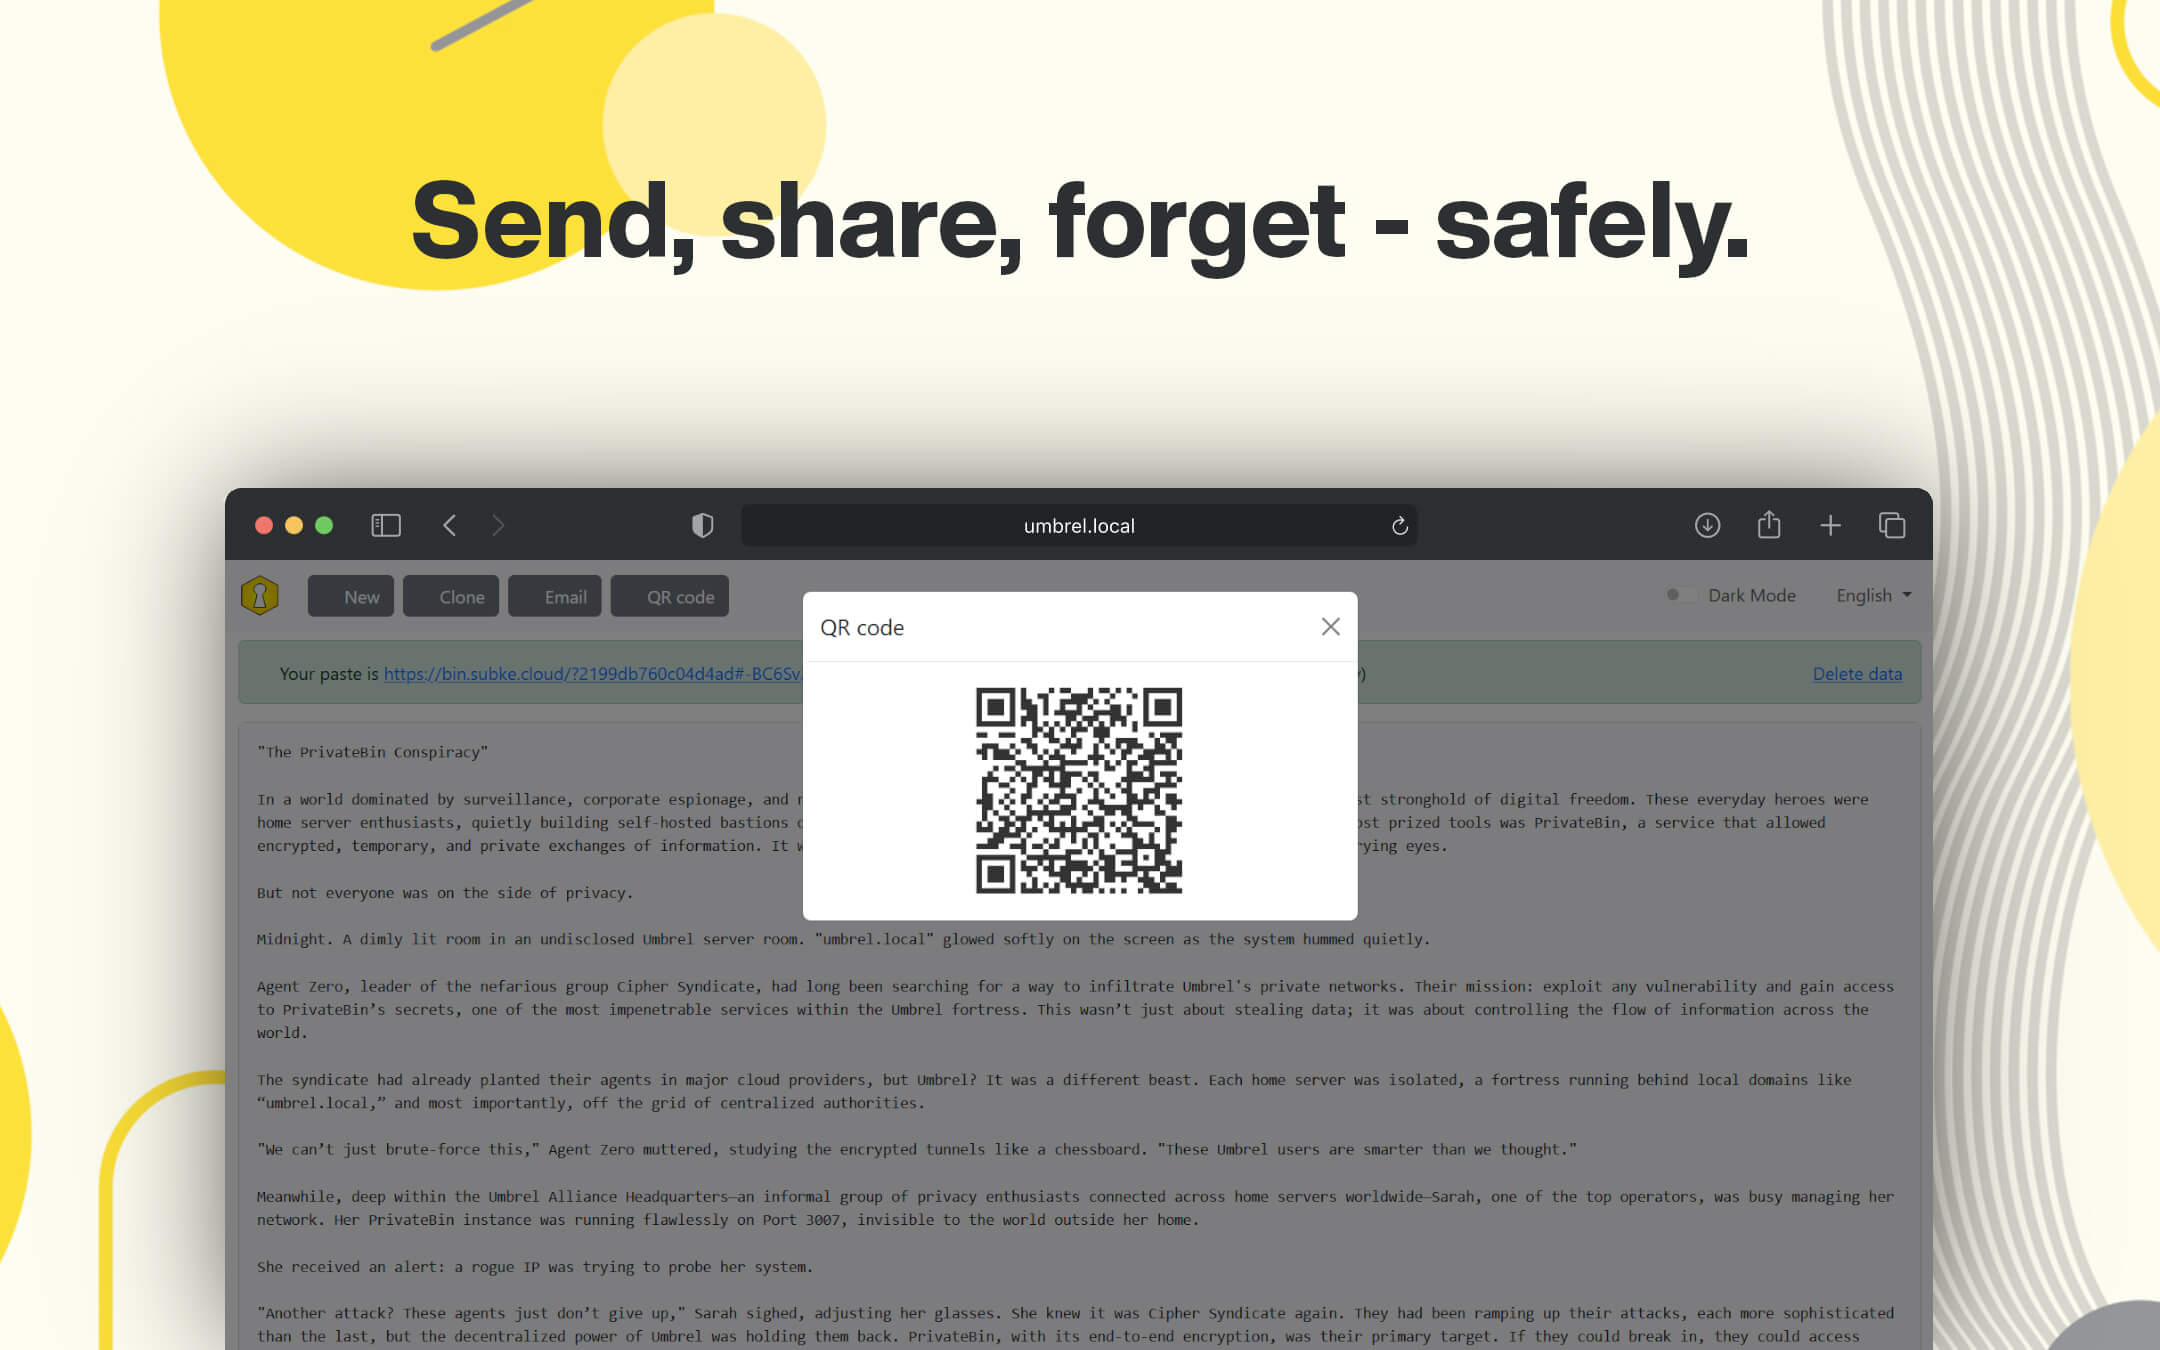 Send, share, forget - safely.
umbrel.local
New Clone Email QR code Dark Mode English
QR code
Your paste is https://bin.subke.cloud/?2199db760c04d4ad#-BC6Sv Delete data
"The PrivateBin Conspiracy"
In a world dominated by surveillance, corporate espionage, and stronghold of digital freedom. These everyday heroes were
home server enthusiasts, quietly building self-hosted bastions prized tools was PrivateBin, a service that allowed
encrypted, temporary, and private exchanges of information. It eyes.
But not everyone was on the side of privacy.
Midnight. A dimly lit room in an undisclosed Umbrel server room. "umbrel.local" glowed softly on the screen as the system hummed quietly.
Agent Zero, leader of the nefarious group Cipher Syndicate, had long been searching for a way to infiltrate Umbrel's private networks. Their mission: exploit any vulnerability and gain access
to PrivateBin’s secrets, one of the most impenetrable services within the Umbrel fortress. This wasn’t just about stealing data; it was about controlling the flow of information across the
world.
The syndicate had already planted their agents in major cloud providers, but Umbrel? It was a different beast. Each home server was isolated, a fortress running behind local domains like
“umbrel.local,” and most importantly, off the grid of centralized authorities.
"We can’t just brute-force this," Agent Zero muttered, studying the encrypted tunnels like a chessboard. "These Umbrel users are smarter than we thought."
Meanwhile, deep within the Umbrel Alliance Headquarters—an informal group of privacy enthusiasts connected across home servers worldwide—Sarah, one of the top operators, was busy managing her
network. Her PrivateBin instance was running flawlessly on Port 3007, invisible to the world outside her home.
She received an alert: a rogue IP was trying to probe her system.
"Another attack? These agents just don’t give up," Sarah sighed, adjusting her glasses. She knew it was Cipher Syndicate again. They had been ramping up their attacks, each more sophisticated
than the last, but the decentralized power of Umbrel was holding them back. PrivateBin, with its end-to-end encryption, was their primary target. If they could break in, they could access